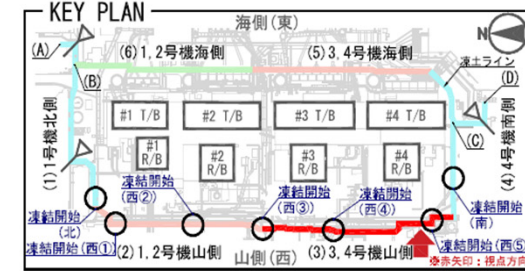 KEY PLAN
海側(東)
N
(A)
(6)1,2号機海側
(5)3,4号機海側
凍土ライン
(B)
(D)
#1 T/B
#2 T/B
#3 T/B
#4 T/B
(1)1号機北側
#1
R/B
#2
R/B
#3
R/B
#4
R/B
(C)
(4)4号機南側
凍結開始
(西②)
凍結開始
(西③)
凍結開始
(西④)
凍結開始
(北)
凍結開始
(南)
凍結開始(西①)
(2)1,2号機山側
(3)3,4号機山側
凍結開始(西⑤
山側(西)
※赤矢印：視点方向